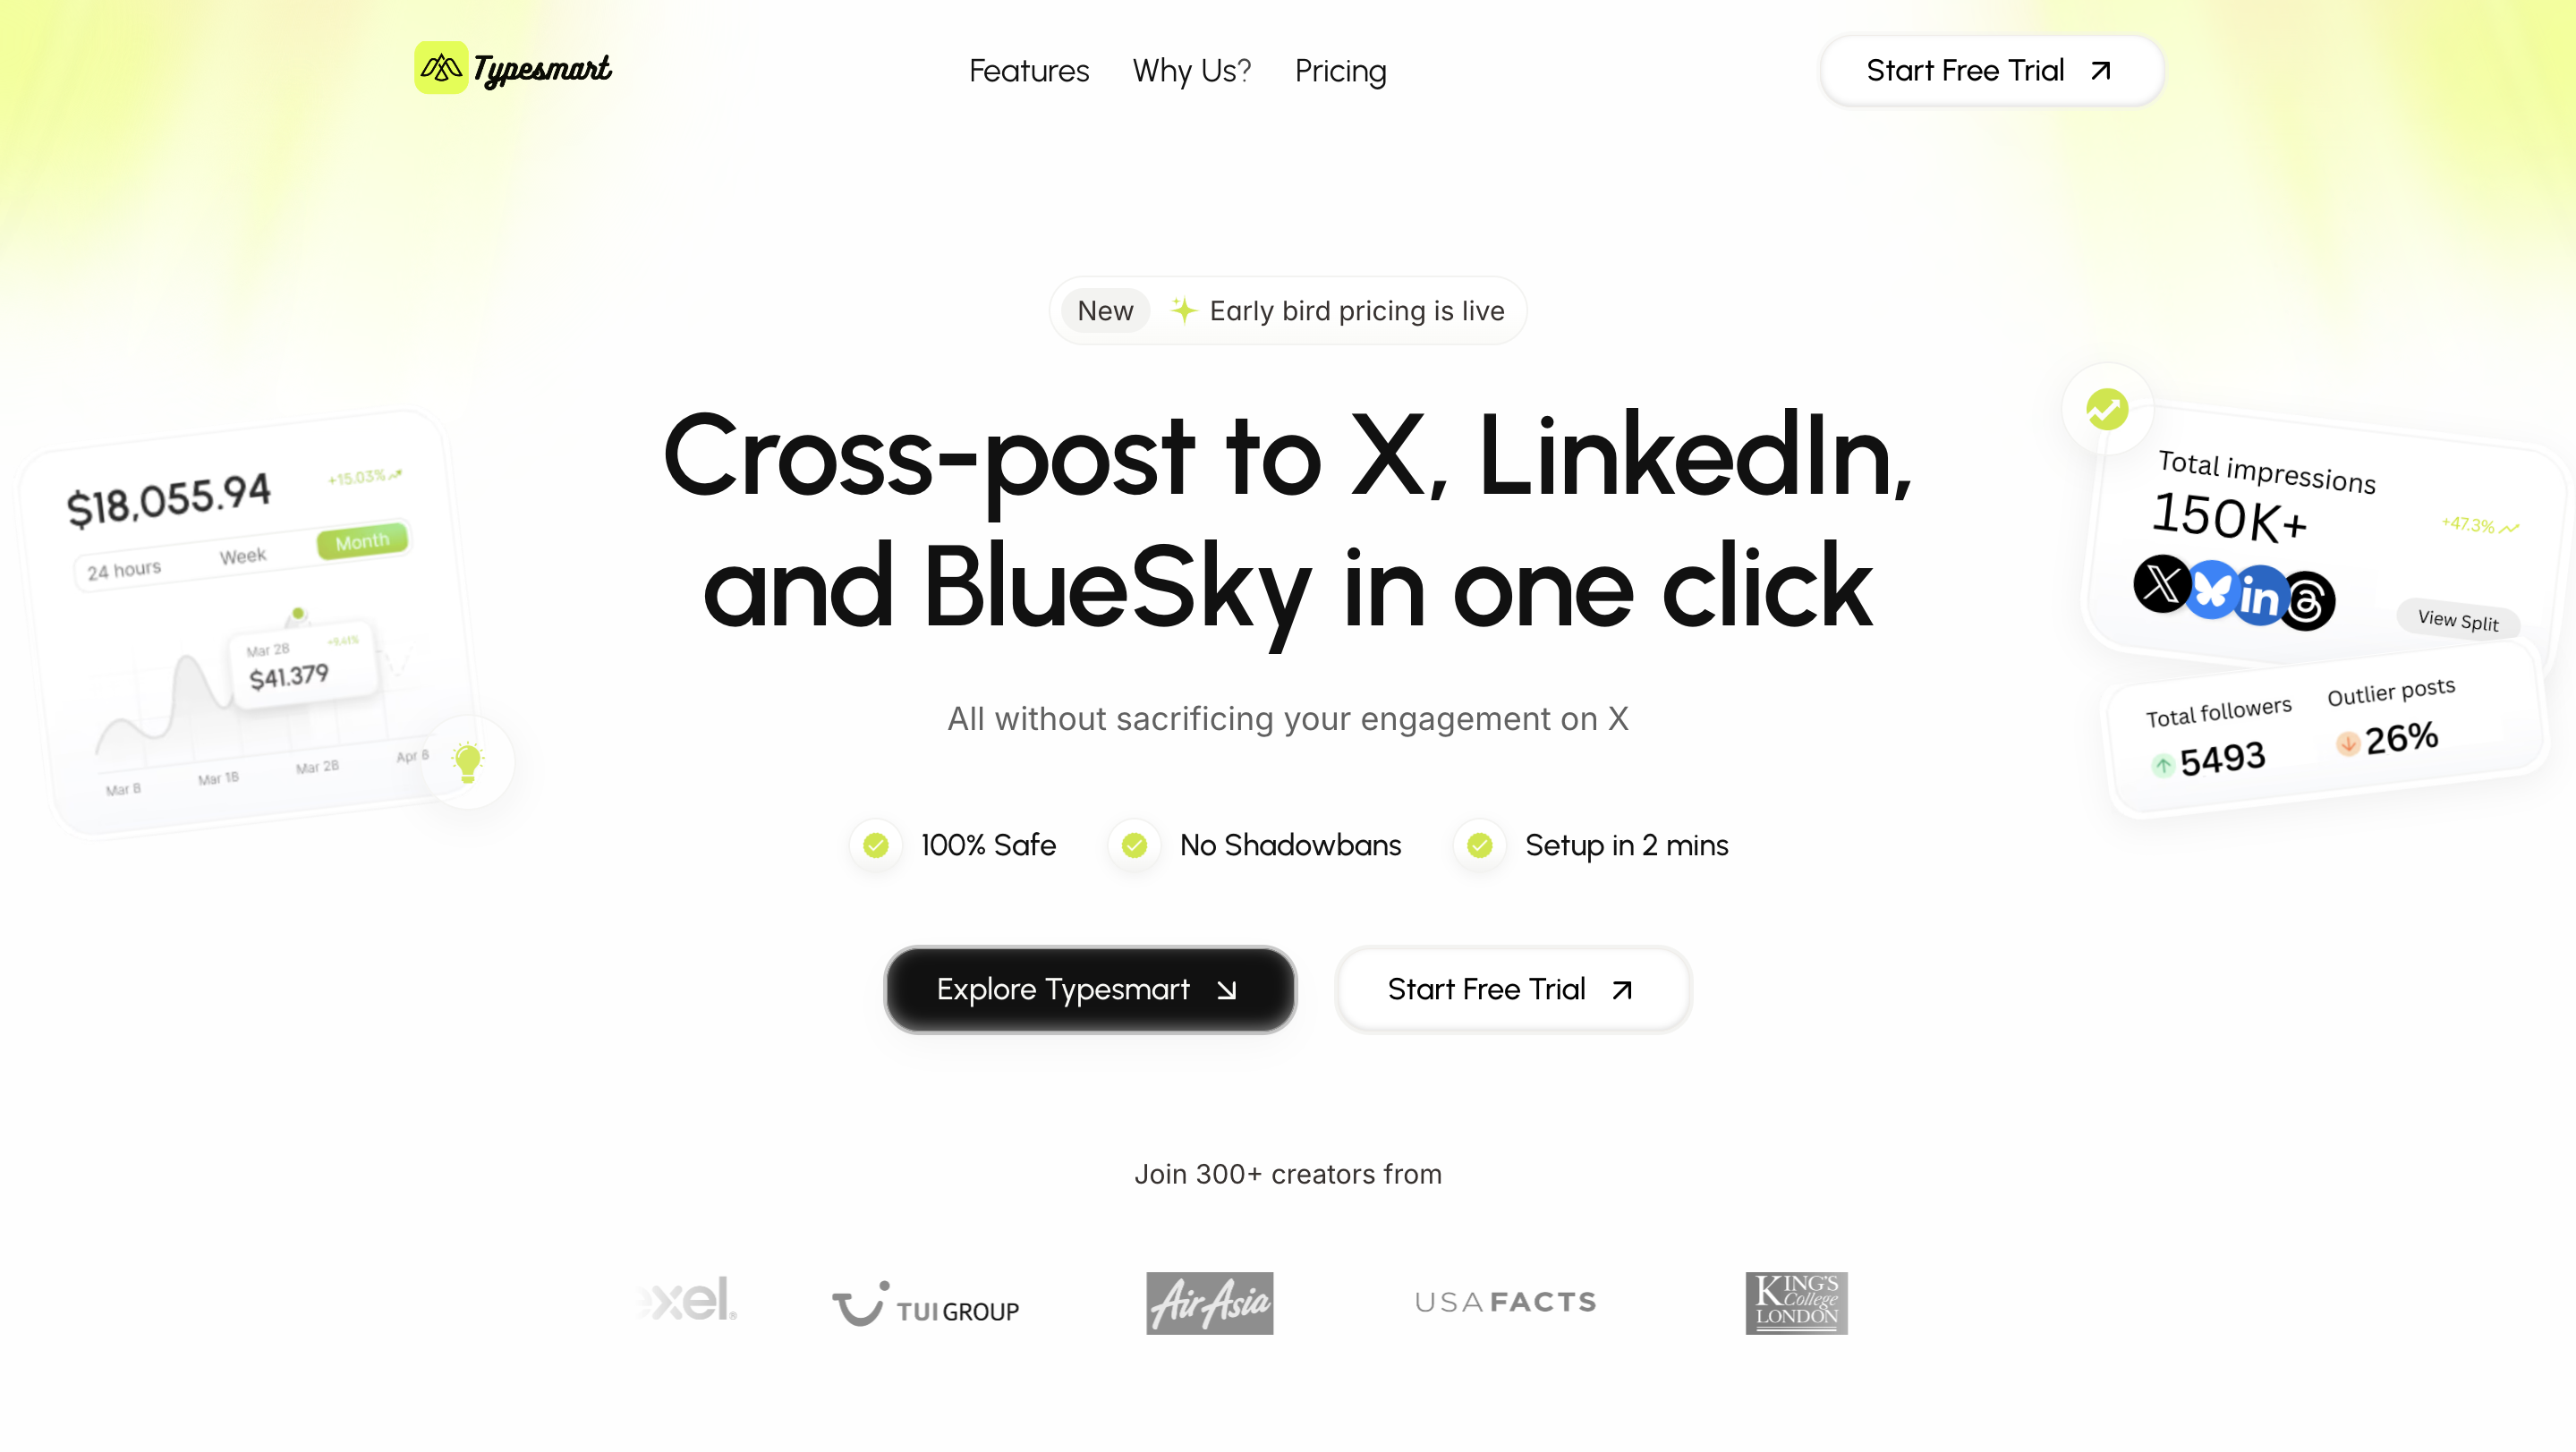 Typesmart
Features
Why Us?
Pricing
Start Free Trial
New
Early bird pricing is live
Cross-post to X, LinkedIn,
and BlueSky in one click
All without sacrificing your engagement on X
$18,055.94
+15.03%
24 hours
Week
Month
Mar 28
+9.41%
$41.379
Mar 8
Mar 18
Mar 28
Apr 8
Total impressions
150K+
+47.3%
in
View Split
Total followers
Outlier posts
5493
26%
100% Safe
No Shadowbans
Setup in 2 mins
Explore Typesmart
Start Free Trial
Join 300+ creators from
exel®
TUI GROUP
AirAsia
USAFACTS
KING'S
College
LONDON